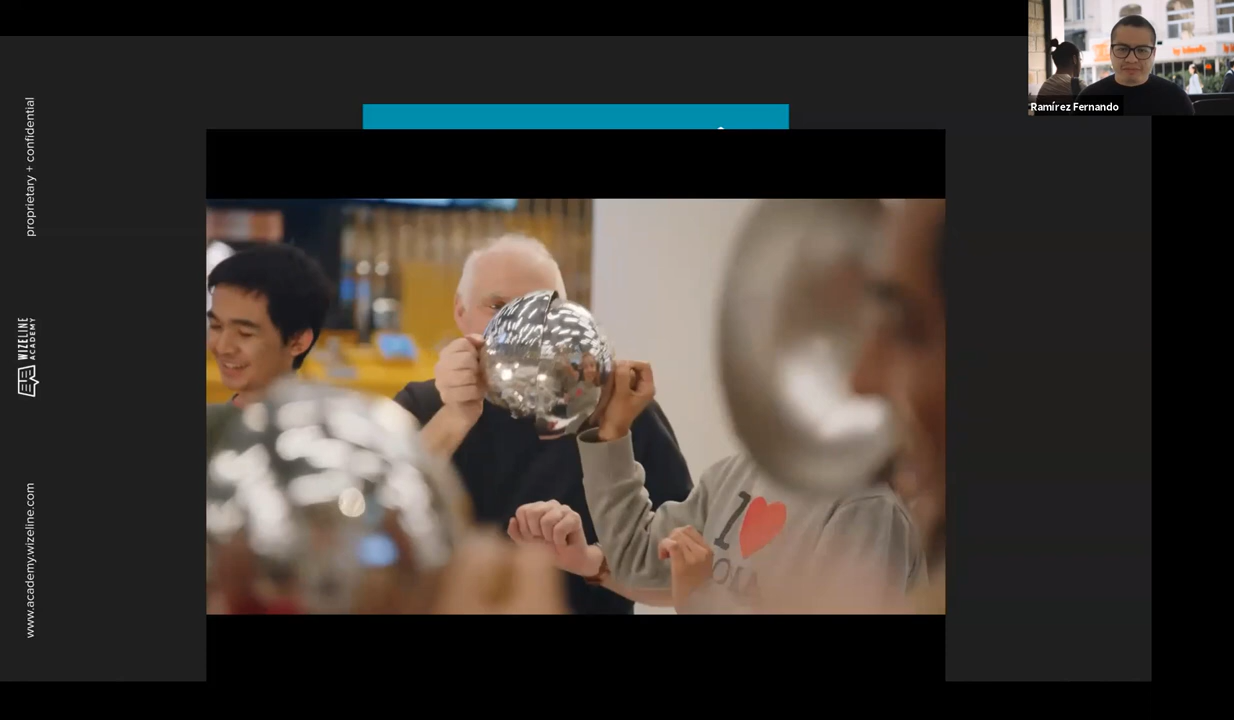 proprietary + confidential
WIZELINE
ACADEMY
www.academy.wizeline.com
Ramírez Fernando
I